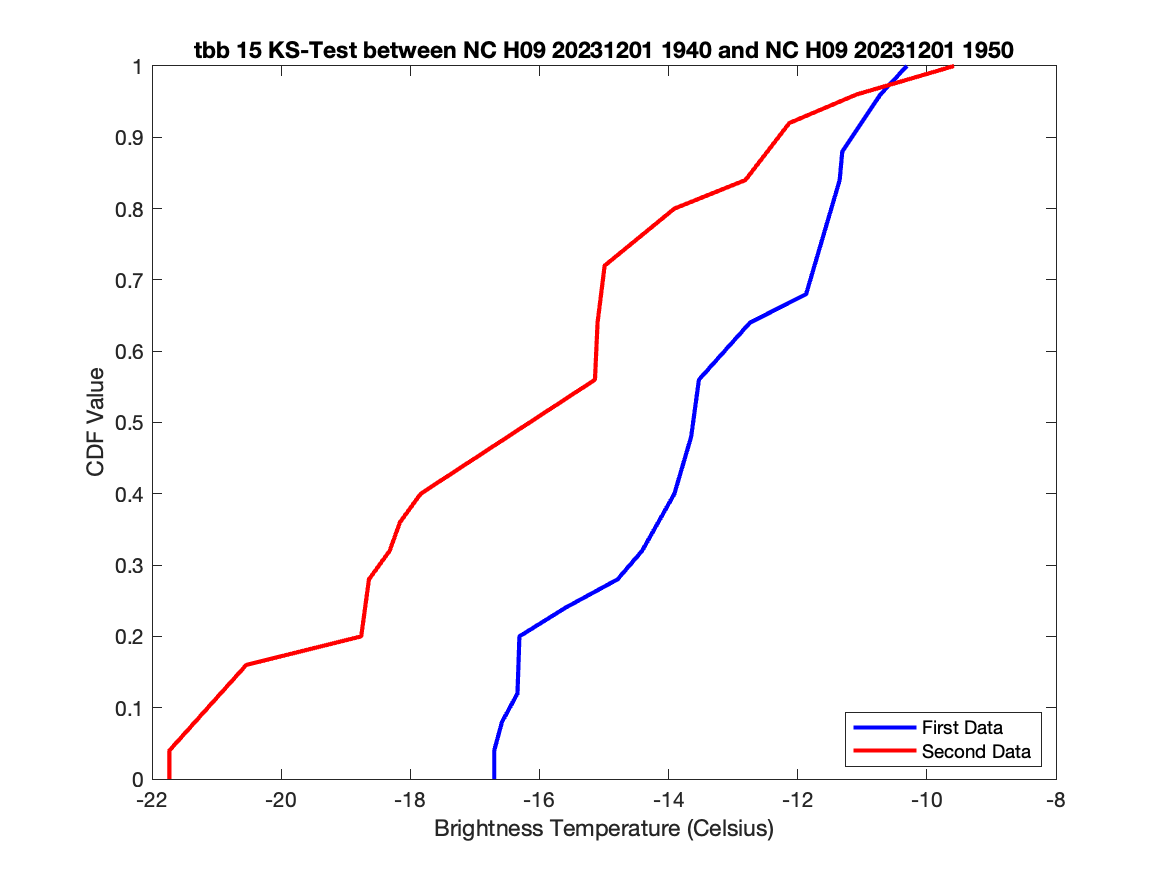 tbb 15 KS-Test between NC H09 20231201 1940 and NC H09 20231201 1950
1
0.9
0.8
0.7
0.6
0.5
0.4
0.3
0.2
0.1
0
CDF Value
First Data
Second Data
-22 -20 -18 -16 -14 -12 -10 -8
Brightness Temperature (Celsius)